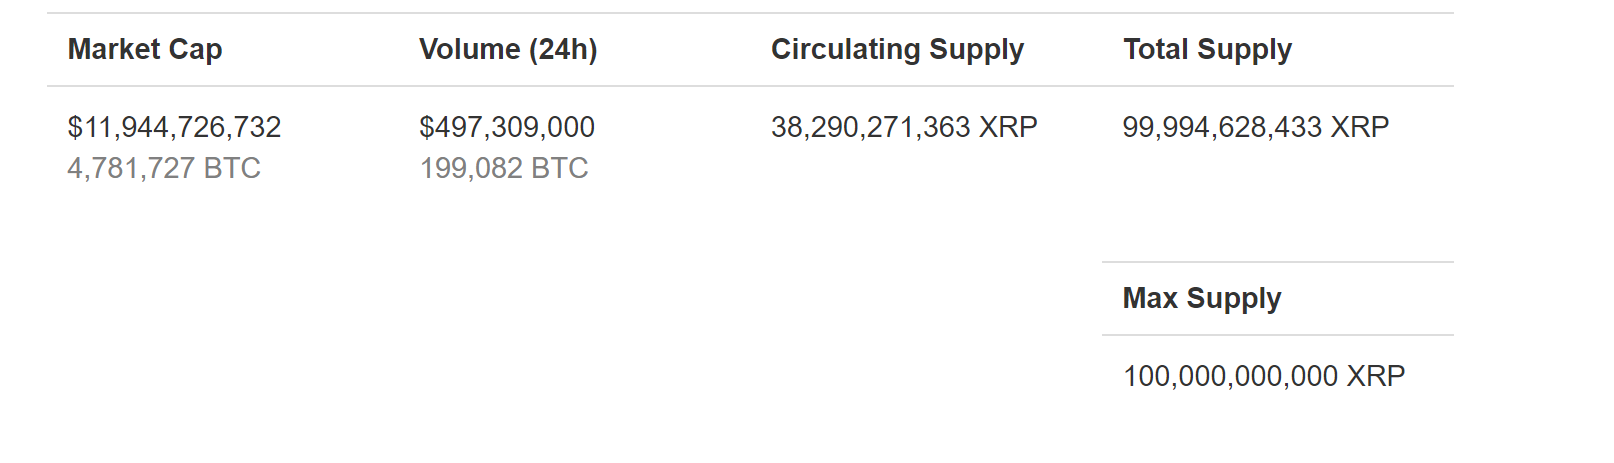 Market Cap Volume (24h) Circulating Supply Total Supply
$11,944,726,732 $497,309,000 38,290,271,363 XRP 99,994,628,433 XRP
4,781,727 BTC 199,082 BTC
Max Supply
100,000,000,000 XRP